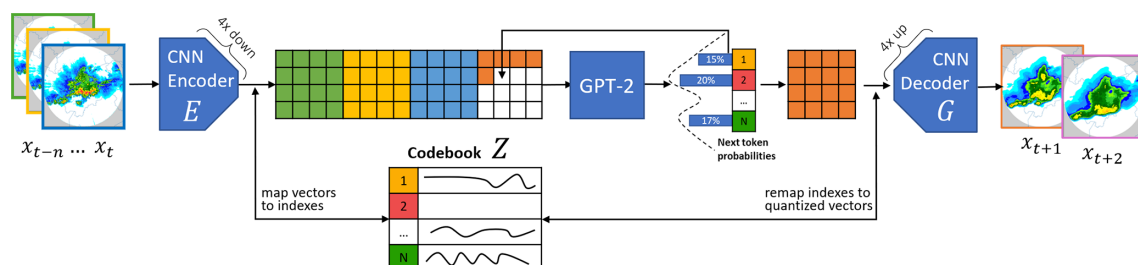 4x down
CNN
Encoder
E
x_{t-n} ... x_t
GPT-2
15%
20%
17%
1
2
...
N
Next token
probabilities
4x up
CNN
Decoder
G
x_{t+1}
x_{t+2}
Codebook Z
map vectors
to indexes
1
2
...
N
remap indexes to
quantized vectors